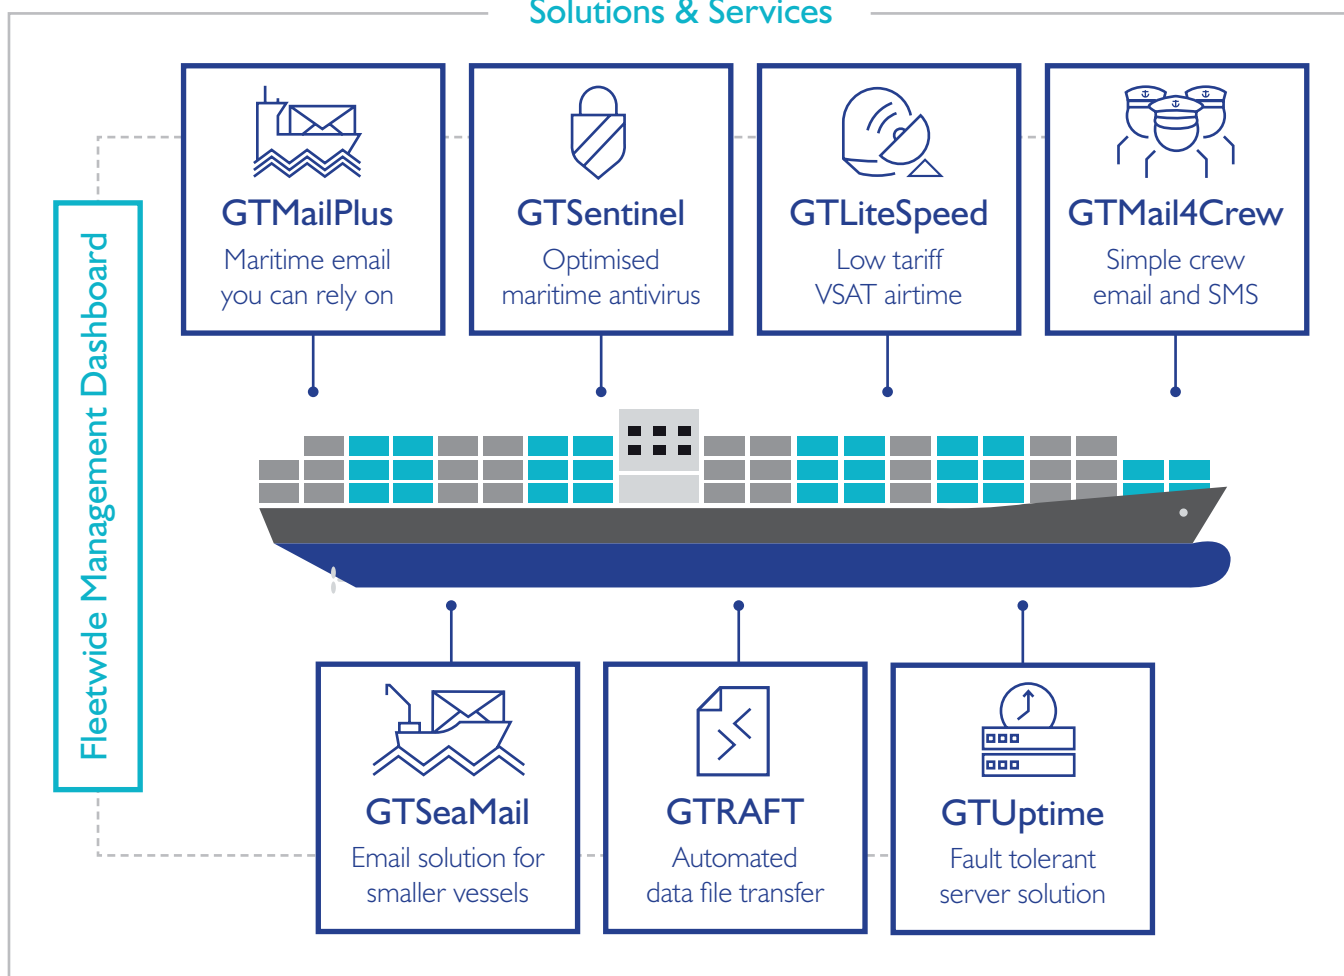 Solutions & Services
Fleetwide Management Dashboard
GTMailPlus
Maritime email
you can rely on
GTSentinel
Optimised
maritime antivirus
GTLiteSpeed
Low tariff
VSAT airtime
GTMail4Crew
Simple crew
email and SMS
GTSeaMail
Email solution for
smaller vessels
GTRAFT
Automated
data file transfer
GTUptime
Fault tolerant
server solution